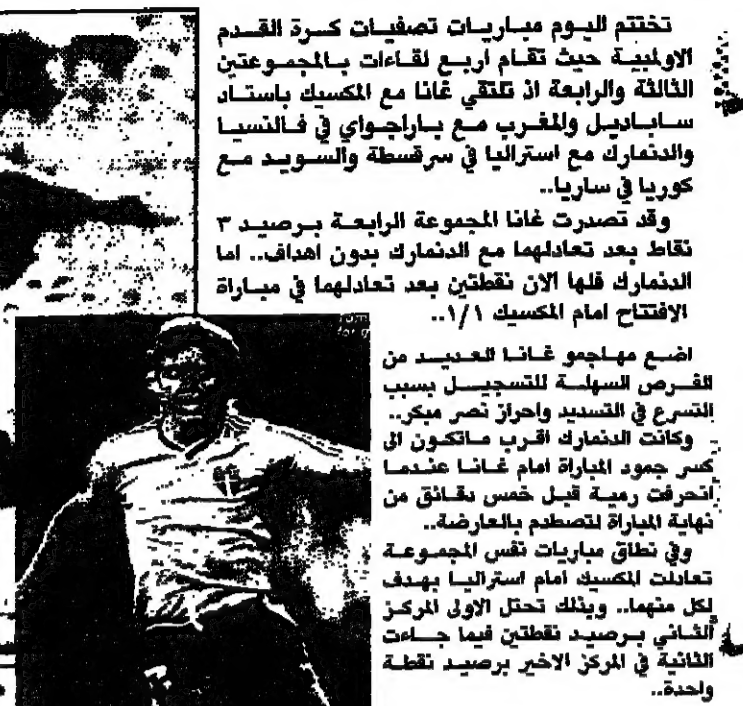 تختتم اليوم مباريات تصفيات كرة القدم
الاولمبية حيث تقام اربع لقاءات بالمجموعتين
الثالثة والرابعة اذ تلتقي غانا مع المكسيك باستاد
ساباديل والمغرب مع باراجواي في فالنسيا
والدنمارك مع استراليا في سرقسطة والسويد مع
كوريا في ساريا..
وقد تصدرت غانا المجموعة الرابعة برصيد ٣
نقاط بعد تعادلهما مع الدنمارك بدون اهداف.. اما
الدنمارك فلها الان نقطتين بعد تعادلهما في مباراة
الافتتاح امام المكسيك ١/١..
اضع مهاجمو غانا العديد من
الفرص السهلة للتسجيل بسبب
التسرع في التسديد واحراز نصر مبكر..
وكانت الدنمارك اقرب ماتكون الى
كسر جمود المباراة امام غانا عندما
انحرفت رمية قبل خمس دقائق من
نهاية المباراة لتصطدم بالعارضة..
وفي نطاق مباريات نفس المجموعة
تعادلت المكسيك امام استراليا بهدف
لكل منهما.. وبذلك تحتل الاولى المركز
الثاني برصيد نقطتين فيما جاءت
الثانية في المركز الاخير برصيد نقطة
واحدة..